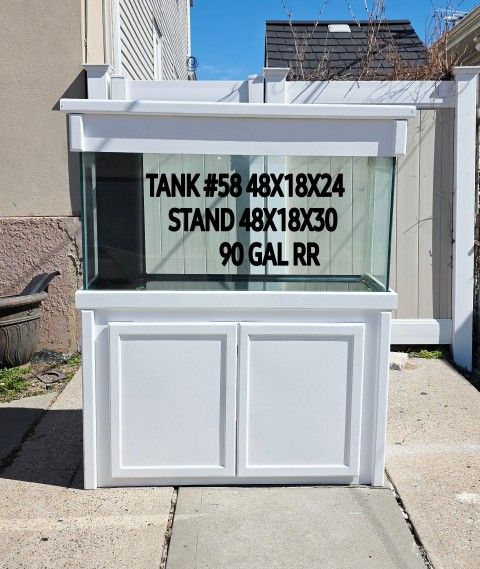 TANK #58 48X18X24
STAND 48X18X30
90 GAL RR